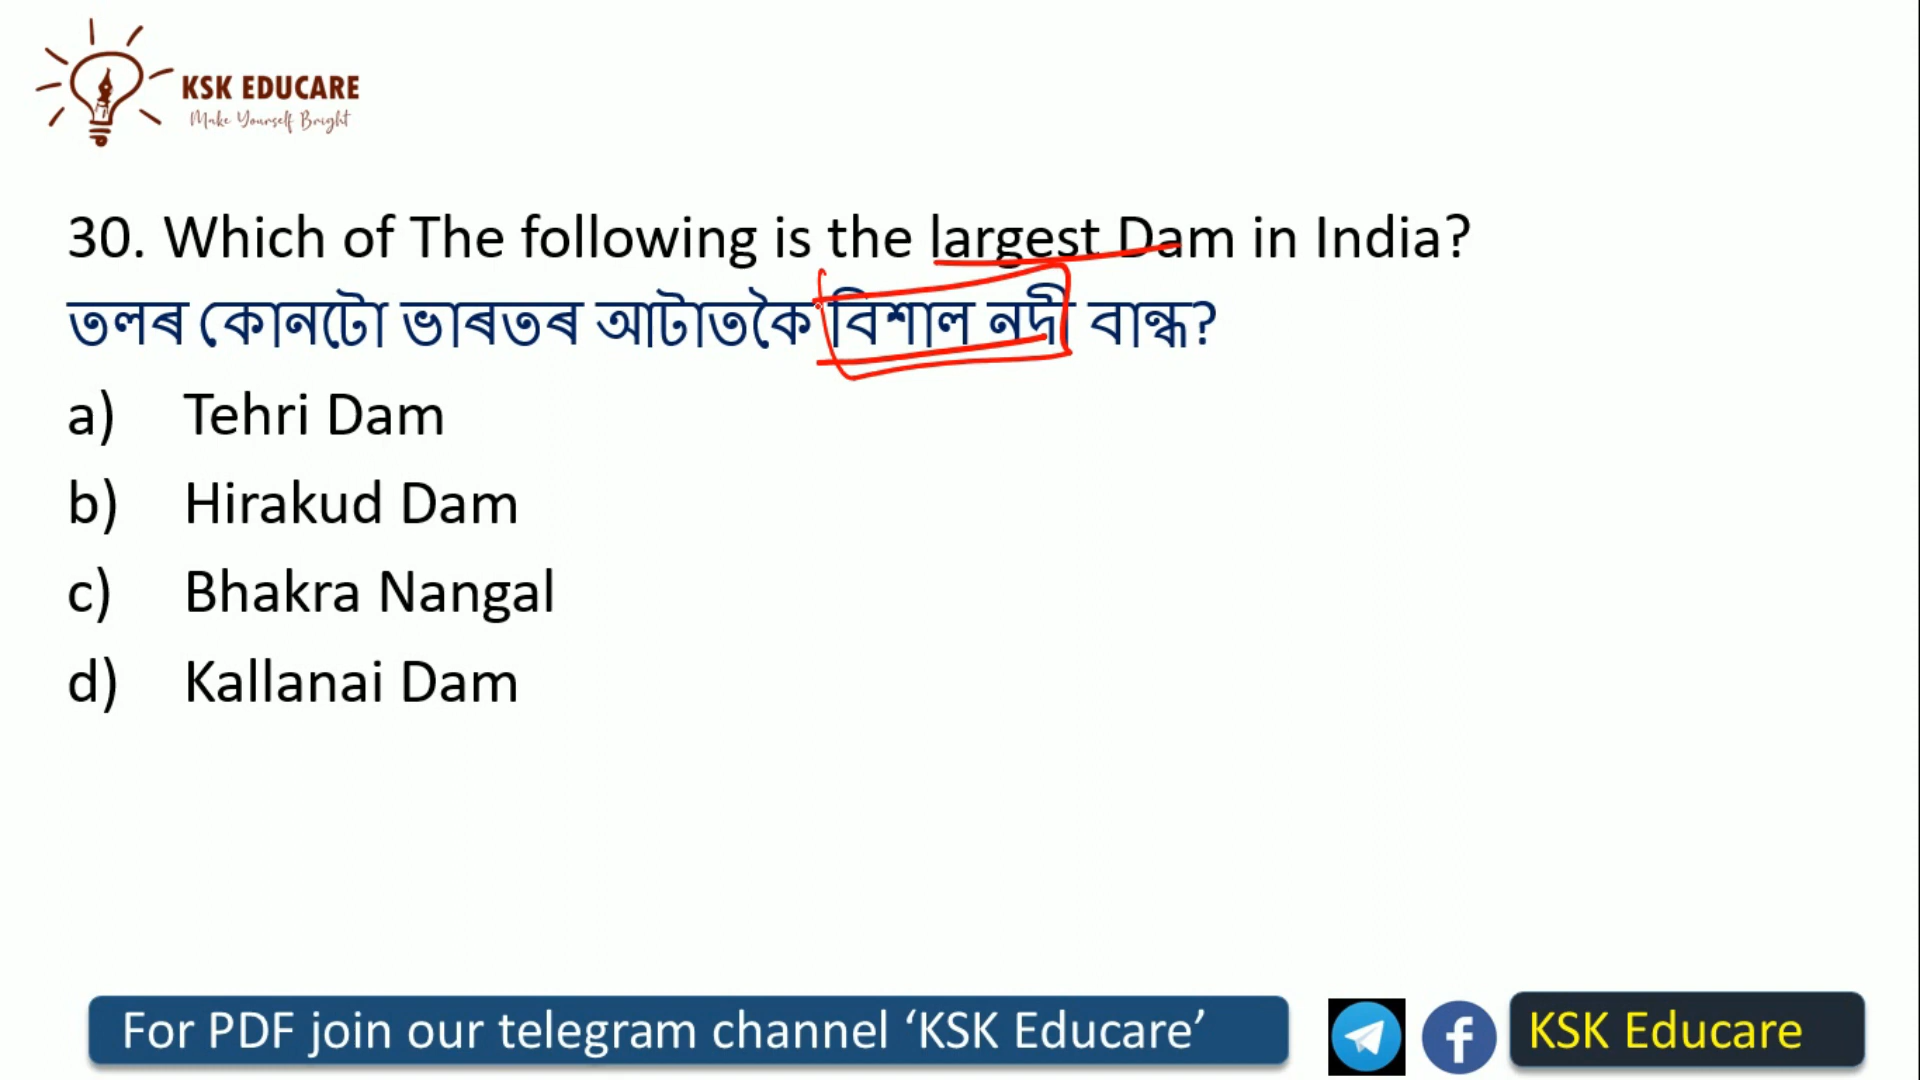 KSK EDUCARE
Make Yourself Bright
30. Which of The following is the largest Dam in India?
তলৰ কোনটো ভাৰতৰ আটাতকৈ বিশাল নদী বান্ধ?
a) Tehri Dam
b) Hirakud Dam
c) Bhakra Nangal
d) Kallanai Dam
For PDF join our telegram channel ‘KSK Educare’
KSK Educare